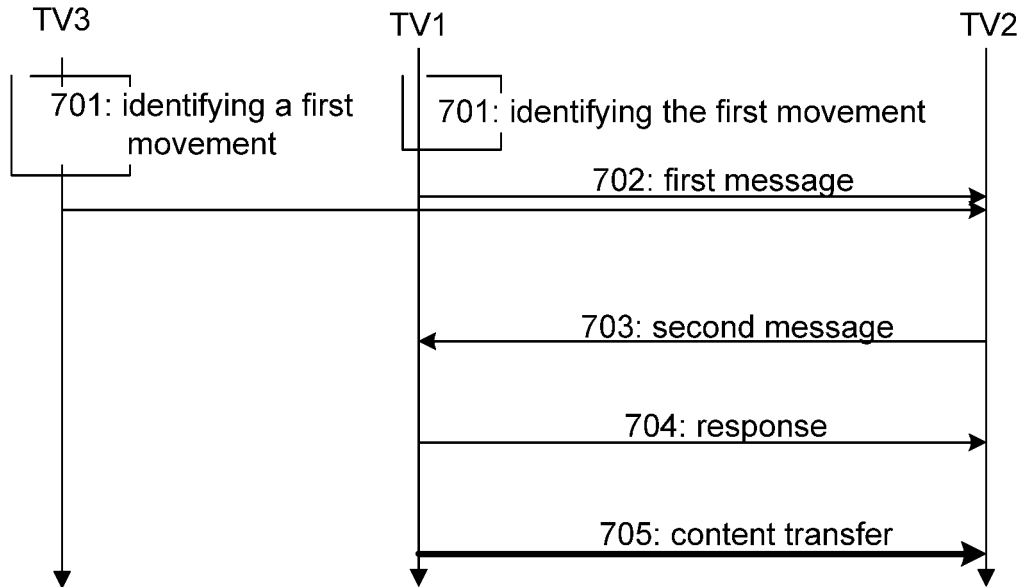 TV3
TV1
TV2
701: identifying a first
movement
701: identifying the first movement
702: first message
703: second message
704: response
705: content transfer